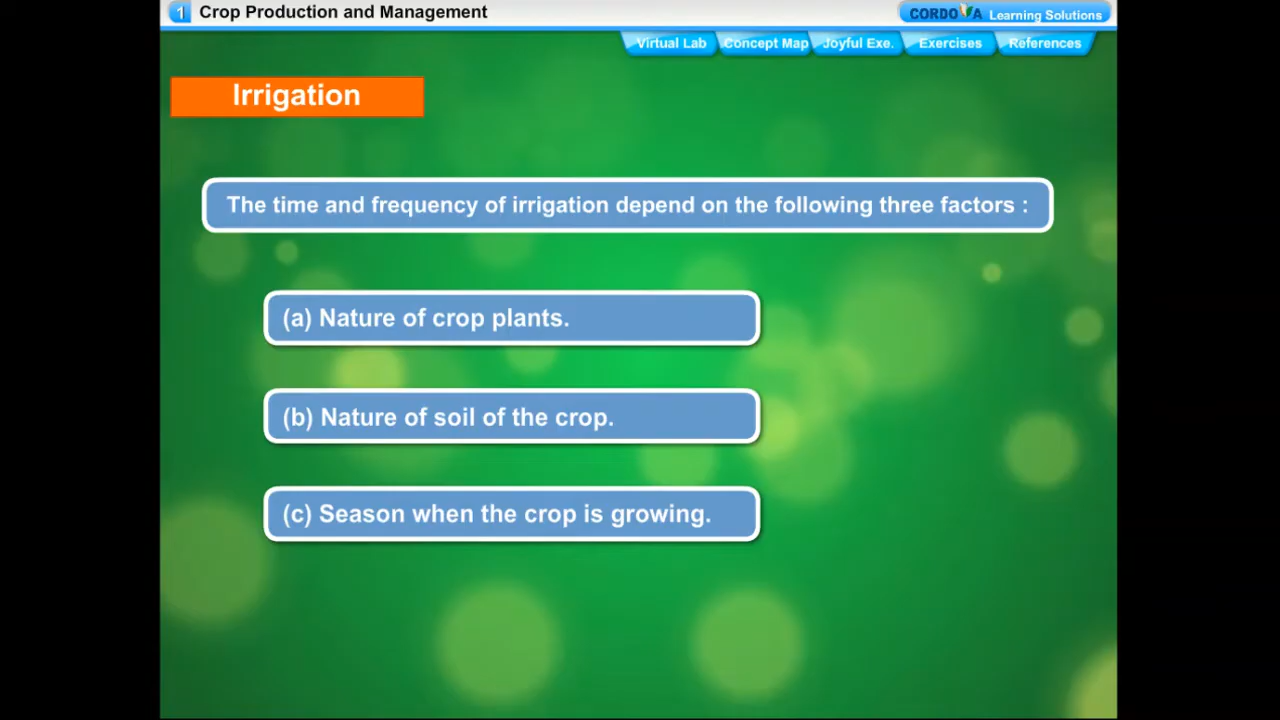 1 Crop Production and Management
CORDOVA Learning Solutions
Virtual Lab Concept Map Joyful Exe. Exercises References
Irrigation
The time and frequency of irrigation depend on the following three factors :
(a) Nature of crop plants.
(b) Nature of soil of the crop.
(c) Season when the crop is growing.